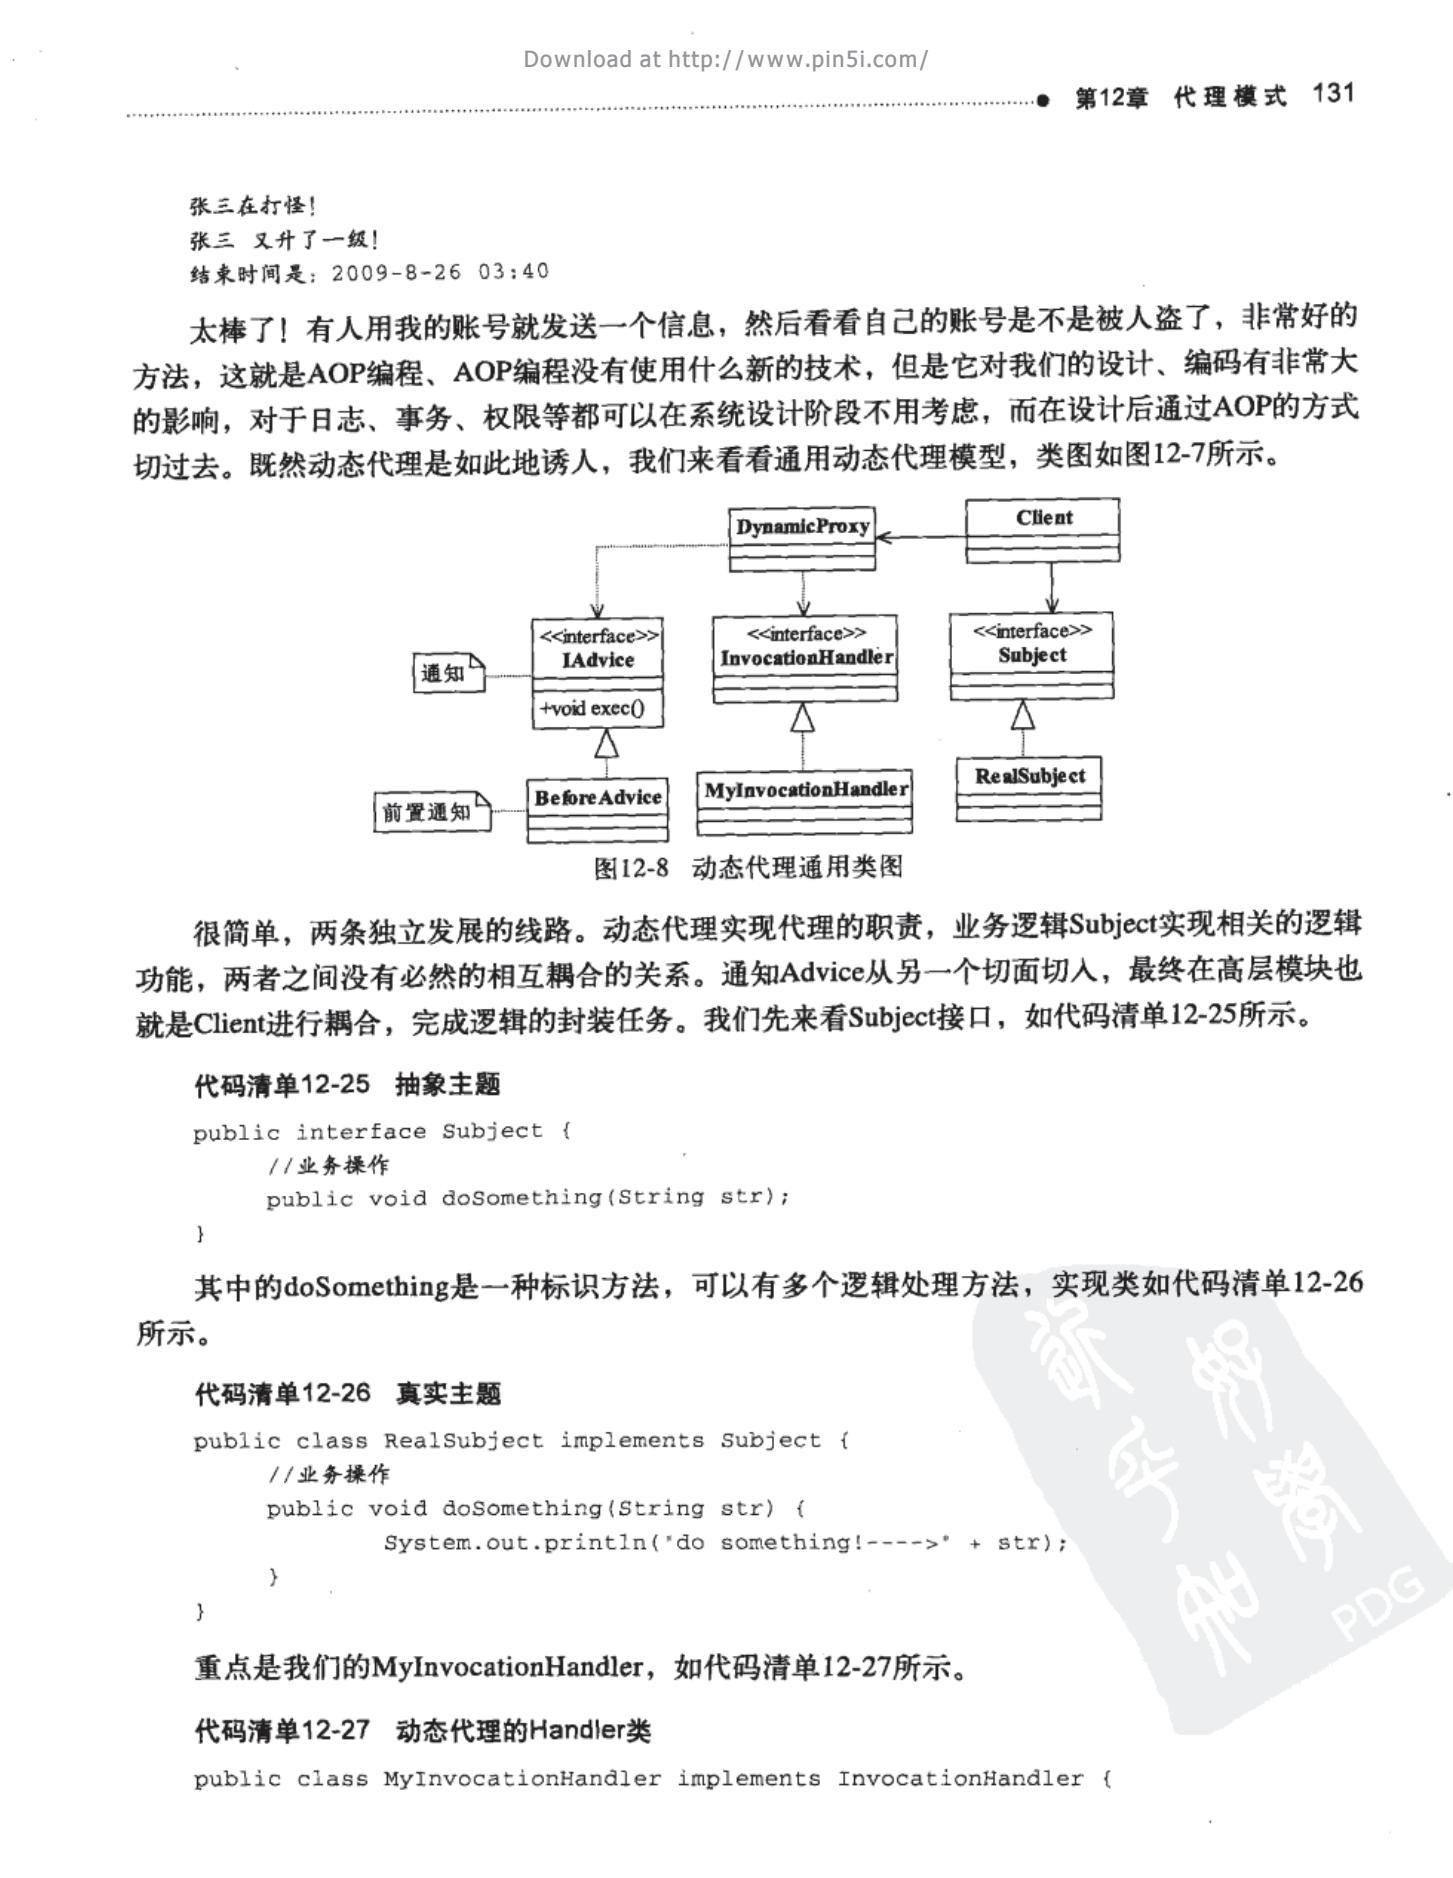 Download at http://www.pin5i.com/
第12章 代理模式 131
张三在打怪！
张三 又升了一级！
结束时间是：2009-8-26 03:40
太棒了！有人用我的账号就发送一个信息，然后看看自己的账号是不是被人盗了，非常好的
方法，这就是AOP编程、AOP编程没有使用什么新的技术，但是它对我们的设计、编码有非常大
的影响，对于日志、事务、权限等都可以在系统设计阶段不用考虑，而在设计后通过AOP的方式
切过去。既然动态代理是如此地诱人，我们来看看通用动态代理模型，类图如图12-7所示。
DynamicProxy
Client
<<interface>>
IAdvice
+void exec()
<<interface>>
InvocationHandler
<<interface>>
Subject
通知
前置通知
BeforeAdvice
MyInvocationHandler
RealSubject
图12-8 动态代理通用类图
很简单，两条独立发展的线路。动态代理实现代理的职责，业务逻辑Subject实现相关的逻辑
功能，两者之间没有必然的相互耦合的关系。通知Advice从另一个切面切入，最终在高层模块也
就是Client进行耦合，完成逻辑的封装任务。我们先来看Subject接口，如代码清单12-25所示。
代码清单12-25 抽象主题
public interface Subject {
//业务操作
public void doSomething(String str);
}
其中的doSomething是一种标识方法，可以有多个逻辑处理方法，实现类如代码清单12-26
所示。
代码清单12-26 真实主题
public class RealSubject implements Subject {
//业务操作
public void doSomething(String str) {
System.out.println("do something!---->" + str);
}
}
重点是我们的MyInvocationHandler，如代码清单12-27所示。
代码清单12-27 动态代理的Handler类
public class MyInvocationHandler implements InvocationHandler {
PDG